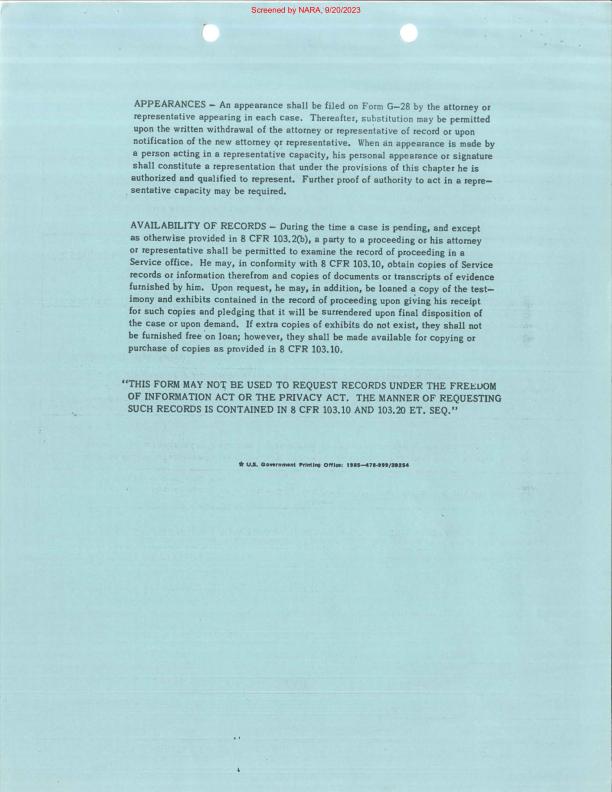 Screened by NARA, 9/20/2023
APPEARANCES – An appearance shall be filed on Form G–28 by the attorney or
representative appearing in each case. Thereafter, substitution may be permitted
upon the written withdrawal of the attorney or representative of record or upon
notification of the new attorney or representative. When an appearance is made by
a person acting in a representative capacity, his personal appearance or signature
shall constitute a representation that under the provisions of this chapter he is
authorized and qualified to represent. Further proof of authority to act in a repre–
sentative capacity may be required.
AVAILABILITY OF RECORDS – During the time a case is pending, and except
as otherwise provided in 8 CFR 103.2(b), a party to a proceeding or his attorney
or representative shall be permitted to examine the record of proceeding in a
Service office. He may, in conformity with 8 CFR 103.10, obtain copies of Service
records or information therefrom and copies of documents or transcripts of evidence
furnished by him. Upon request, he may, in addition, be loaned a copy of the test–
imony and exhibits contained in the record of proceeding upon giving his receipt
for such copies and pledging that it will be surrendered upon final disposition of
the case or upon demand. If extra copies of exhibits do not exist, they shall not
be furnished free on loan; however, they shall be made available for copying or
purchase of copies as provided in 8 CFR 103.10.
“THIS FORM MAY NOT BE USED TO REQUEST RECORDS UNDER THE FREEDOM
OF INFORMATION ACT OR THE PRIVACY ACT. THE MANNER OF REQUESTING
SUCH RECORDS IS CONTAINED IN 8 CFR 103.10 AND 103.20 ET. SEQ.”
☆ U.S. Government Printing Office: 1985—478-999/39254